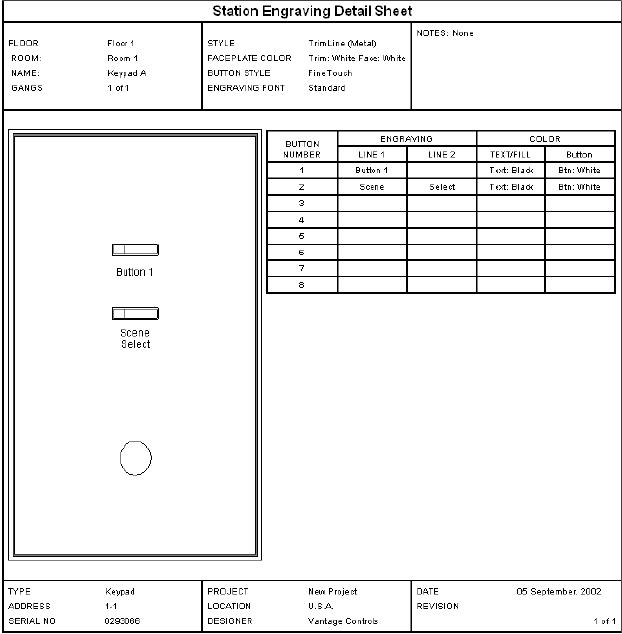 Station Engraving Detail Sheet
FLOOR Floor 1
ROOM: Room 1
NAME: Keypad A
GANGS 1 of 1
STYLE TrimLine (Metal)
FACEPLATE COLOR Trim: White Face: White
BUTTON STYLE FineTouch
ENGRAVING FONT Standard
NOTES: None
BUTTON NUMBER ENGRAVING COLOR
LINE 1 LINE 2 TEXT/FILL Button
1 Button 1 Text: Black Btn: White
2 Scene Select Text: Black Btn: White
3
4
5
6
7
8
Button 1
Scene
Select
TYPE Keypad
ADDRESS 1-1
SERIAL NO 0293066
PROJECT New Project
LOCATION U.S.A.
DESIGNER Vantage Controls
DATE 05 September, 2002
REVISION
1 of 1